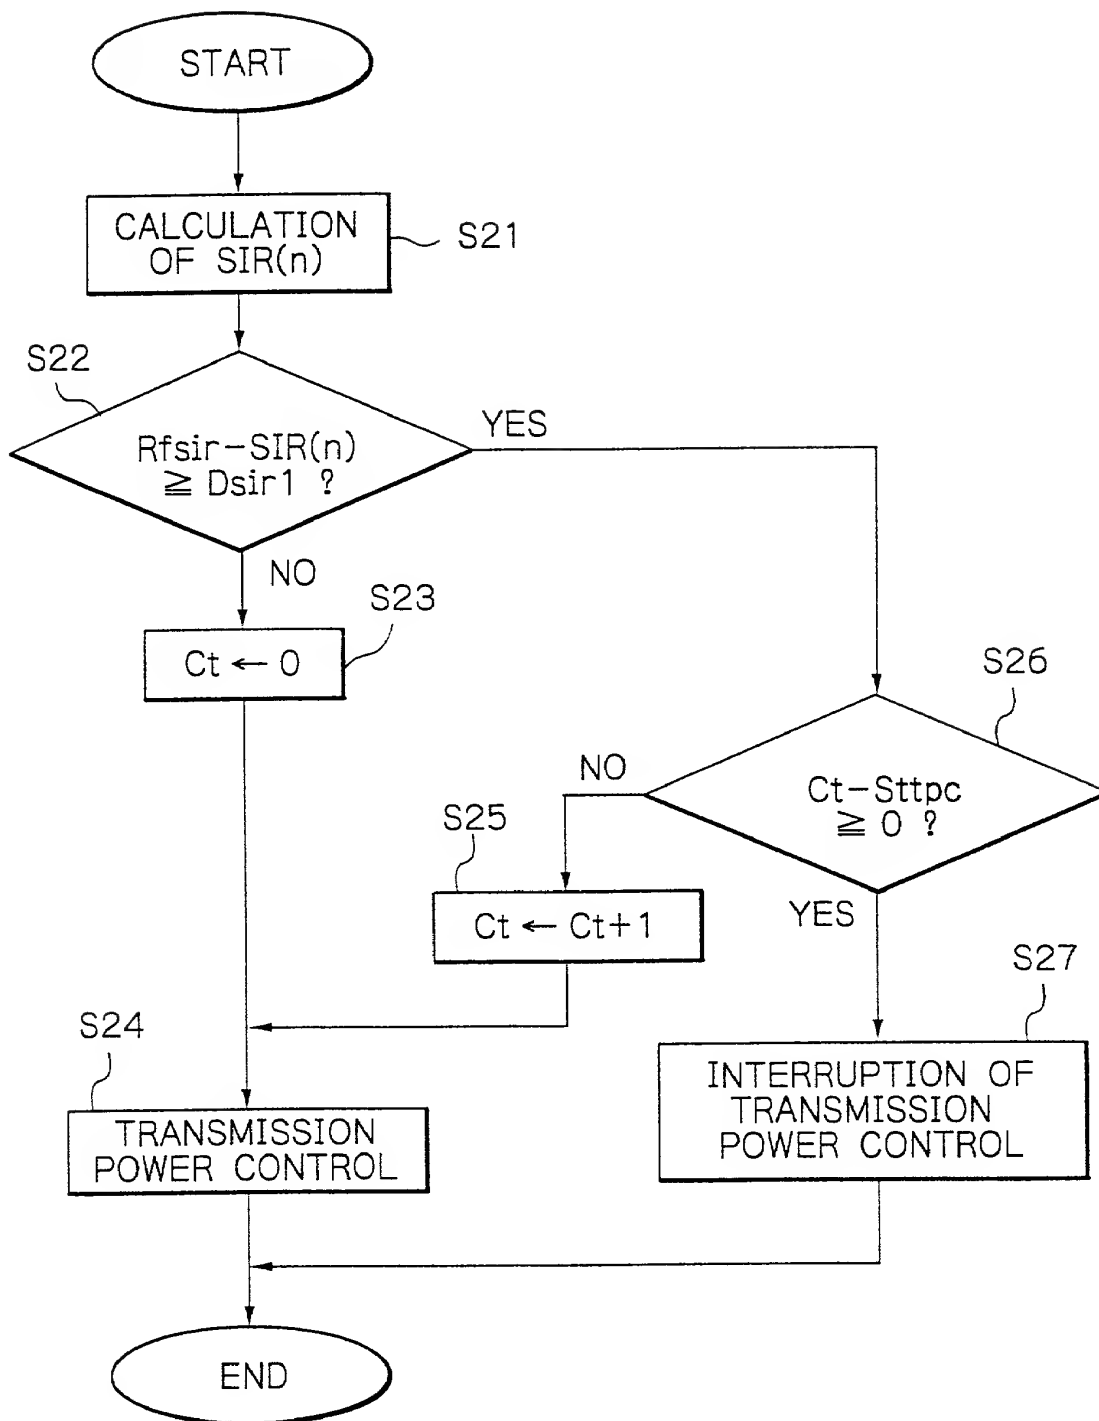 START
CALCULATION
OF SIR(n)
S21
S22
Rfsir-SIR(n)
≧ Dsir1 ?
YES
NO
S23
Ct ← 0
S26
Ct-Sttpc
≧ 0 ?
NO
S25
Ct ← Ct+1
YES
S27
INTERRUPTION OF
TRANSMISSION
POWER CONTROL
S24
TRANSMISSION
POWER CONTROL
END